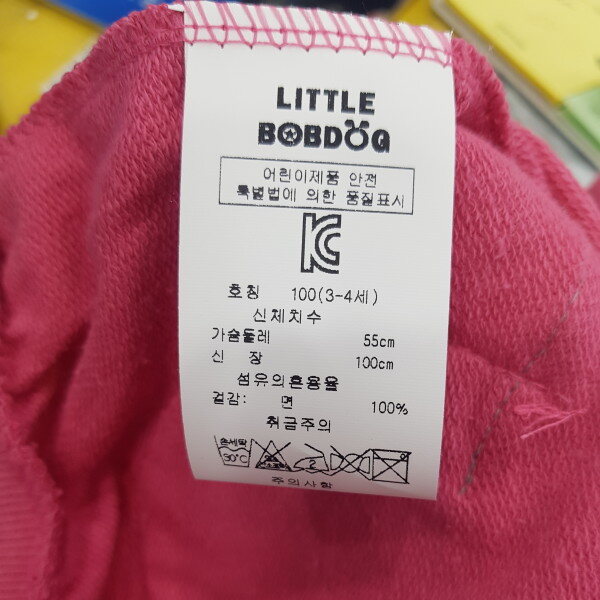 LITTLE
BOBDOG
어린이제품 안전
특별법에 의한 품질표시
KC
호칭 100(3-4세)
신체치수
가슴둘레 55cm
신 장 100cm
섬유의혼용율
겉감: 면 100%
취급주의
손세탁
30°C
2
주의사항